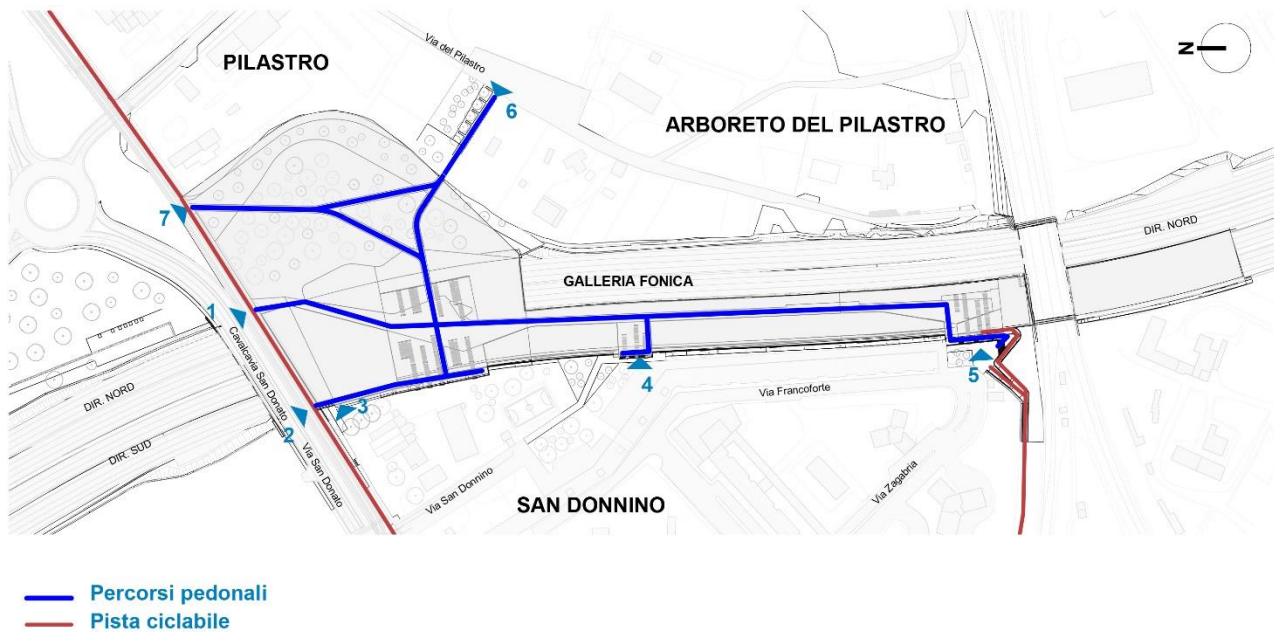 Via del Pilastro
N
PILASTRO
6
ARBORETO DEL PILASTRO
7
DIR. NORD
GALLERIA FONICA
1
Cavalcavia San Donato
4
5
Via Francoforte
DIR. NORD
3
2
DIR. SUD
Via San Donato
Via San Donnino
SAN DONNINO
Via Zagabria
Percorsi pedonali
Pista ciclabile